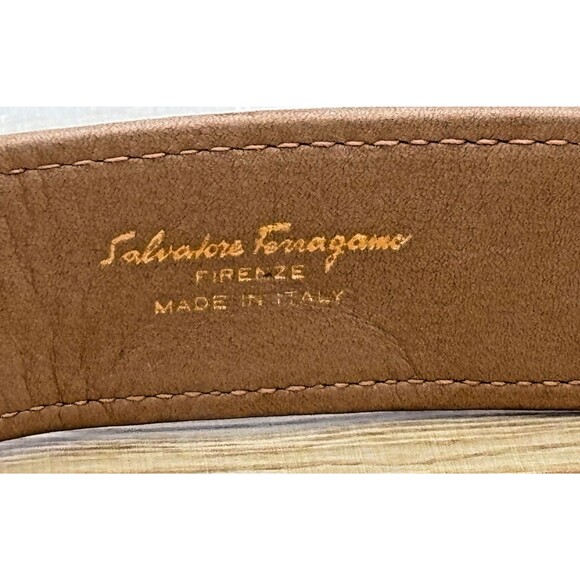 Salvatore Ferragamo
FIRENZE
MADE IN ITALY